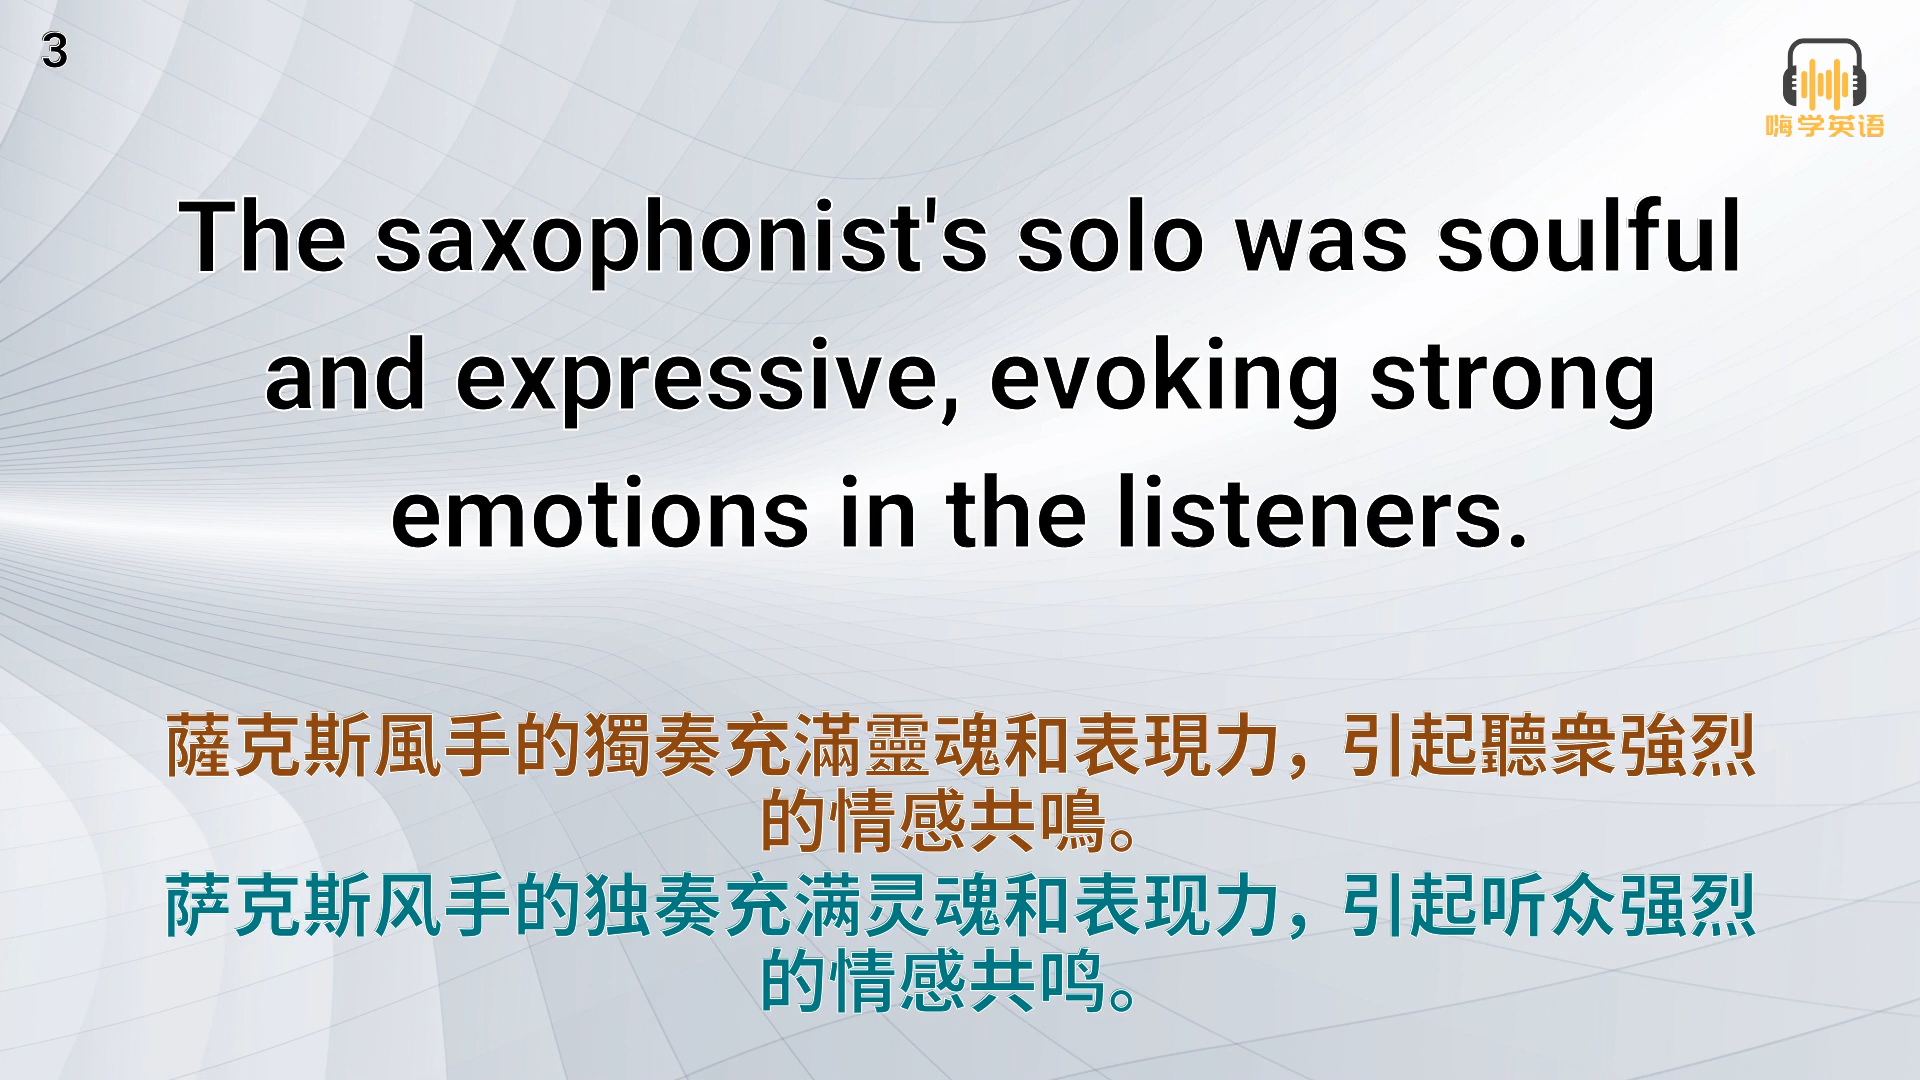 3
嗨学英语
The saxophonist's solo was soulful
and expressive, evoking strong
emotions in the listeners.
薩克斯風手的獨奏充滿靈魂和表現力，引起聽衆強烈
的情感共鳴。
萨克斯风手的独奏充满灵魂和表现力，引起听众强烈
的情感共鸣。